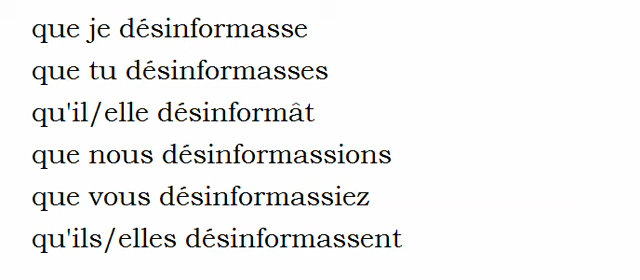 que je désinformasse
que tu désinformasses
qu'il/elle désinformât
que nous désinformassions
que vous désinformassiez
qu'ils/elles désinformassent